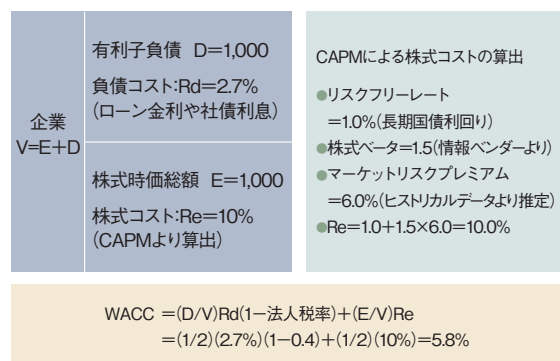 企業
V=E+D
有利子負債 D=1,000
負債コスト:Rd=2.7%
(ローン金利や社債利息)
株式時価総額 E=1,000
株式コスト:Re=10%
(CAPMより算出)
CAPMによる株式コストの算出
●リスクフリーレート
=1.0%(長期国債利回り)
●株式ベータ=1.5(情報ベンダーより)
●マーケットリスクプレミアム
=6.0%(ヒストリカルデータより推定)
●Re=1.0+1.5×6.0=10.0%
WACC =(D/V)Rd(1−法人税率)+(E/V)Re
=(1/2)(2.7%)(1−0.4)+(1/2)(10%)=5.8%